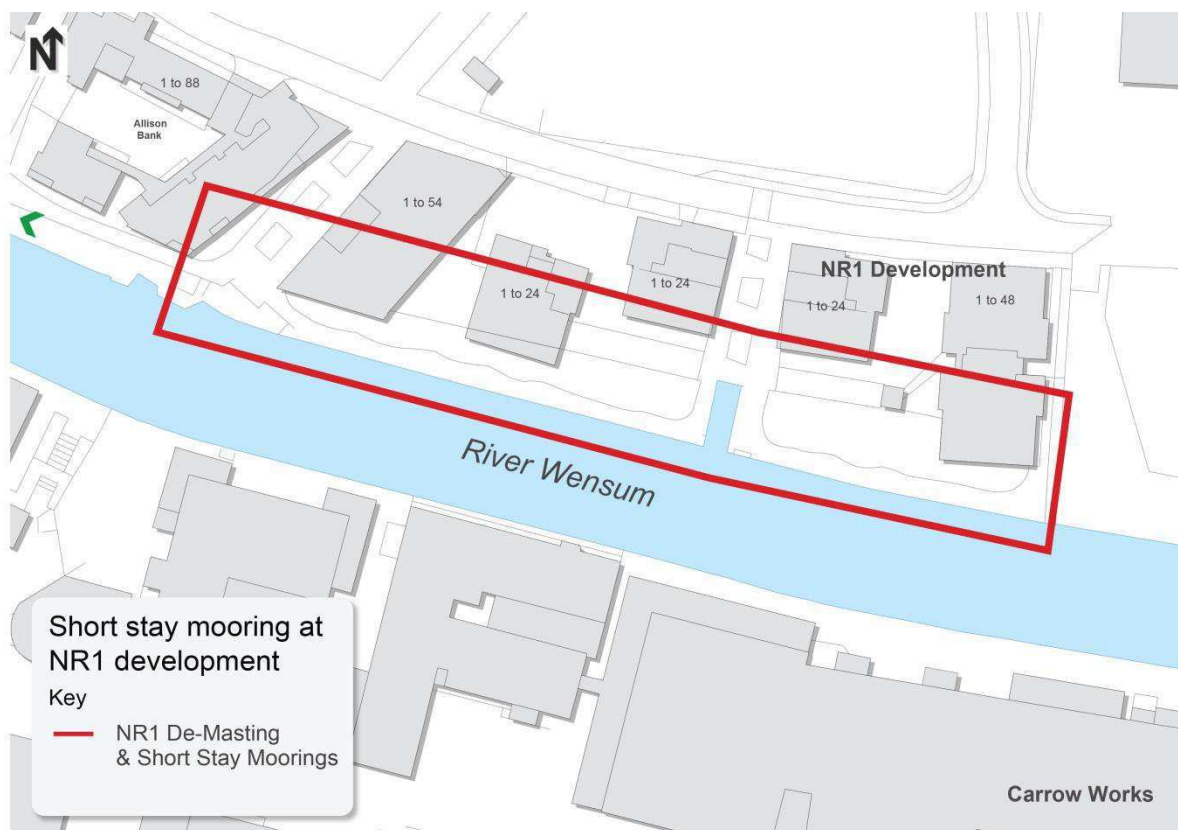 N
1 to 88
Allison
Bank
1 to 54
1 to 24
1 to 24
NR1 Development
1 to 24
1 to 48
River Wensum
Short stay mooring at
NR1 development
Key
NR1 De-Masting
& Short Stay Moorings
Carrow Works